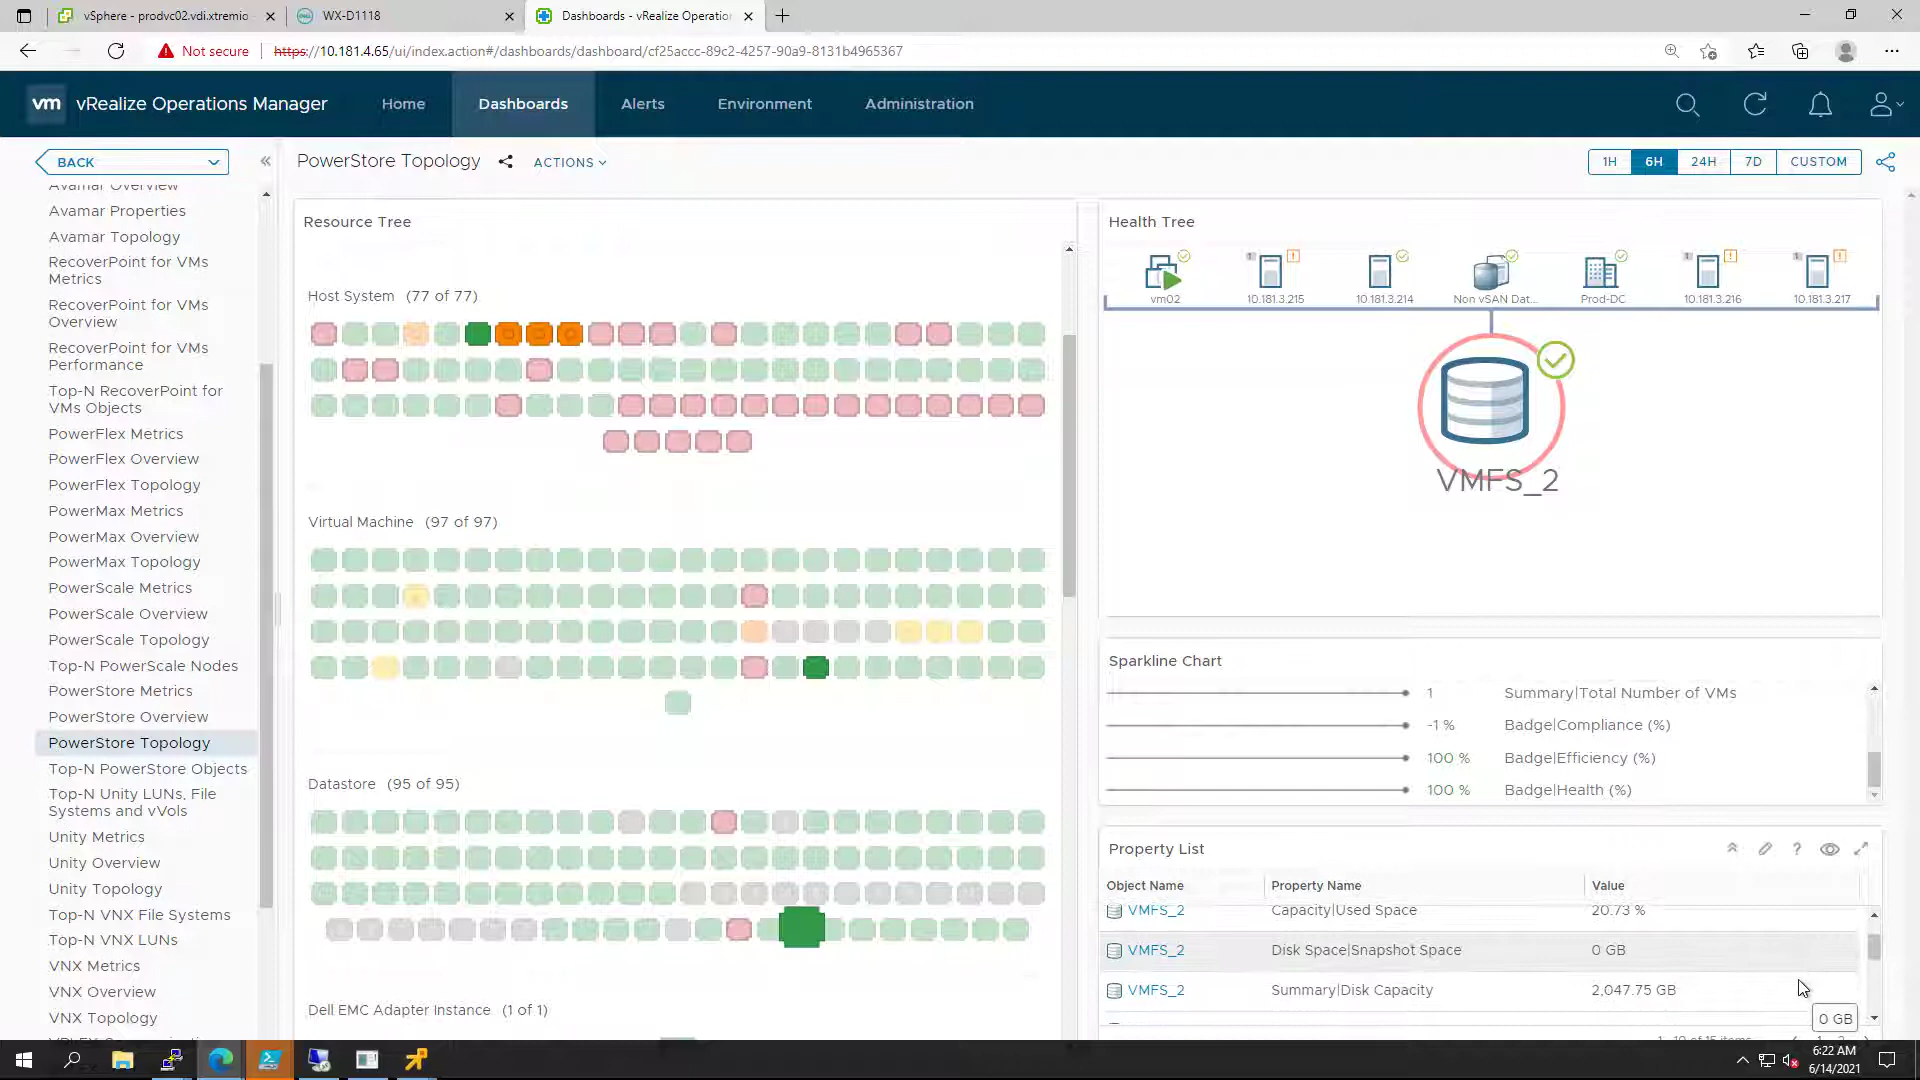 vSphere - prodvc02.vdi.xtremio
WX-D1118
Dashboards - vRealize Operation
Not secure
https://10.181.4.65/ui/index.action#/dashboards/dashboard/cf25accc-89c2-4257-90a9-8131b4965367
vm vRealize Operations Manager
Home
Dashboards
Alerts
Environment
Administration
BACK
PowerStore Topology
ACTIONS
1H
6H
24H
7D
CUSTOM
Avamar Overview
Avamar Properties
Avamar Topology
RecoverPoint for VMs
Metrics
RecoverPoint for VMs
Overview
RecoverPoint for VMs
Performance
Top-N RecoverPoint for
VMs Objects
PowerFlex Metrics
PowerFlex Overview
PowerFlex Topology
PowerMax Metrics
PowerMax Overview
PowerMax Topology
PowerScale Metrics
PowerScale Overview
PowerScale Topology
Top-N PowerScale Nodes
PowerStore Metrics
PowerStore Overview
PowerStore Topology
Top-N PowerStore Objects
Top-N Unity LUNs, File
Systems and vVols
Unity Metrics
Unity Overview
Unity Topology
Top-N VNX File Systems
Top-N VNX LUNs
VNX Metrics
VNX Overview
VNX Topology
Resource Tree
Host System (77 of 77)
Virtual Machine (97 of 97)
Datastore (95 of 95)
Dell EMC Adapter Instance (1 of 1)
Health Tree
vm02
10.181.3.215
10.181.3.214
Non vSAN Dat...
Prod-DC
10.181.3.216
10.181.3.217
VMFS_2
Sparkline Chart
1 Summary|Total Number of VMs
-1 % Badge|Compliance (%)
100 % Badge|Efficiency (%)
100 % Badge|Health (%)
Property List
?
Object Name Property Name Value
VMFS_2 Capacity|Used Space 20.73 %
VMFS_2 Disk Space|Snapshot Space 0 GB
VMFS_2 Summary|Disk Capacity 2,047.75 GB
0 GB
6:22 AM
6/14/2021